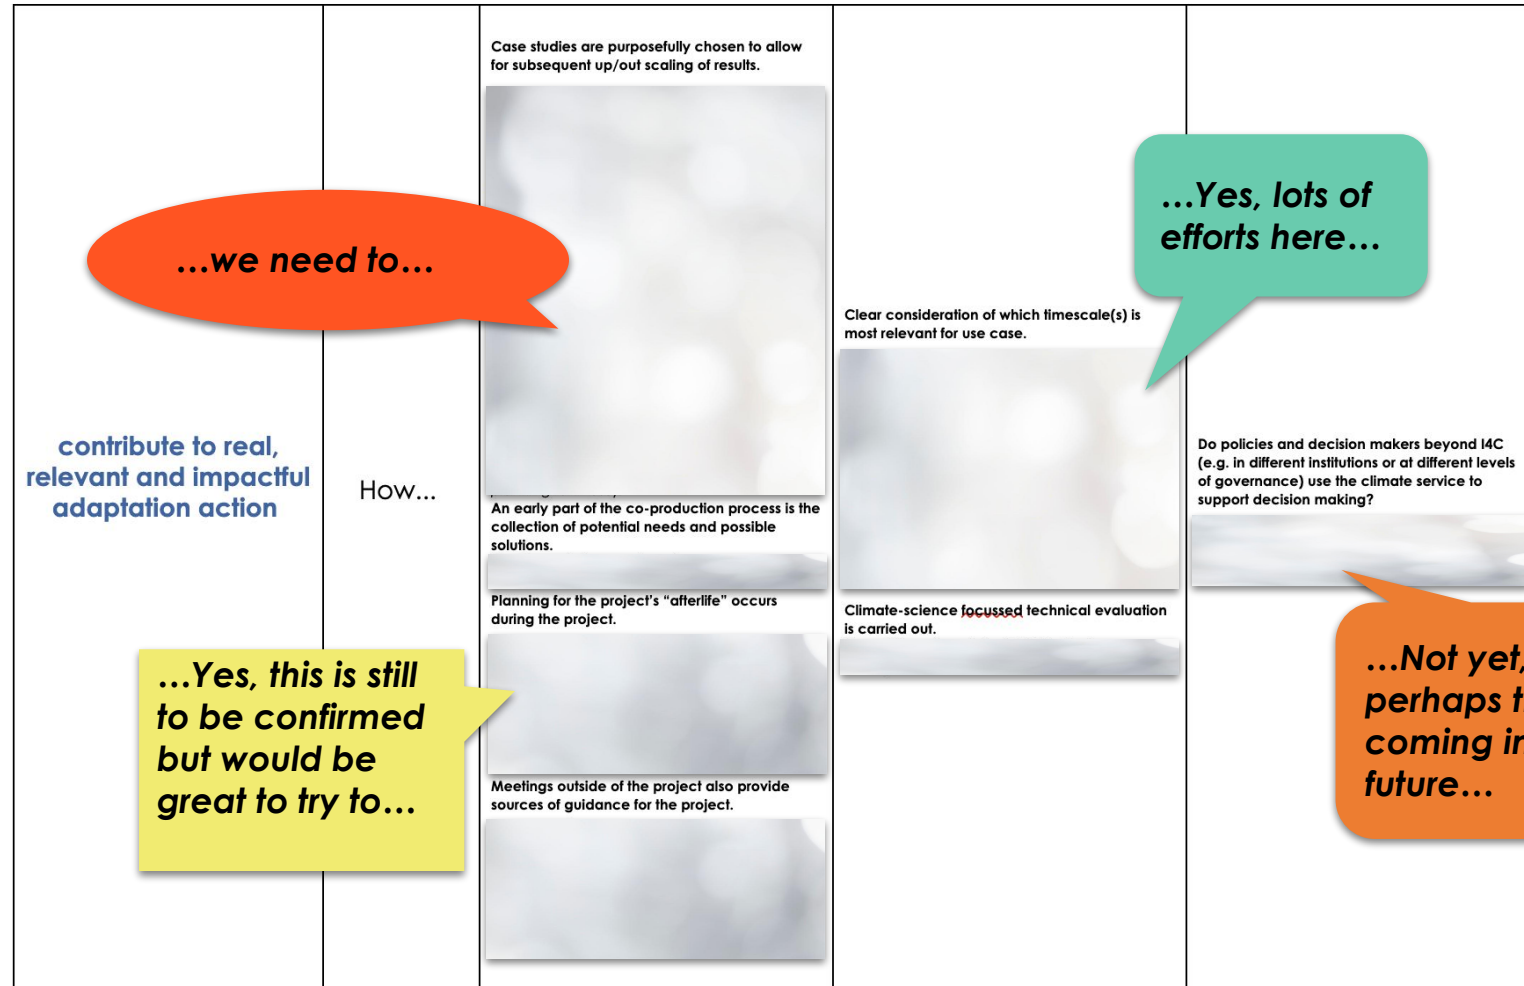 contribute to real,
relevant and impactful
adaptation action
How...
Case studies are purposefully chosen to allow
for subsequent up/out scaling of results.
...we need to...
An early part of the co-production process is the
collection of potential needs and possible
solutions.
Planning for the project's “afterlife” occurs
during the project.
...Yes, this is still
to be confirmed
but would be
great to try to...
Meetings outside of the project also provide
sources of guidance for the project.
Clear consideration of which timescale(s) is
most relevant for use case.
...Yes, lots of
efforts here...
Climate-science focussed technical evaluation
is carried out.
Do policies and decision makers beyond I4C
(e.g. in different institutions or at different levels
of governance) use the climate service to
support decision making?
...Not yet,
perhaps
coming
future...